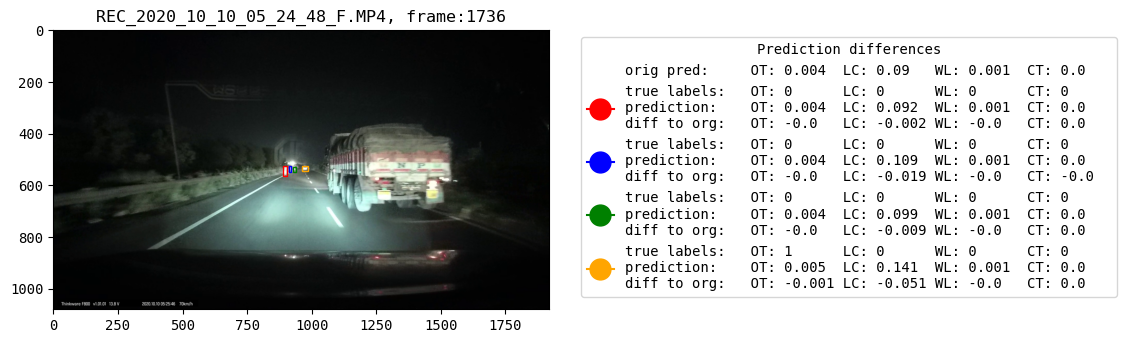 REC_2020_10_10_05_24_48_F.MP4, frame:1736
0
200
400
600
800
1000
0 250 500 750 1000 1250 1500 1750
Prediction differences
orig pred: OT: 0.004 LC: 0.09 WL: 0.001 CT: 0.0
true labels: OT: 0 LC: 0 WL: 0 CT: 0
prediction: OT: 0.004 LC: 0.092 WL: 0.001 CT: 0.0
diff to org: OT: -0.0 LC: -0.002 WL: -0.0 CT: 0.0
true labels: OT: 0 LC: 0 WL: 0 CT: 0
prediction: OT: 0.004 LC: 0.109 WL: 0.001 CT: 0.0
diff to org: OT: -0.0 LC: -0.019 WL: -0.0 CT: -0.0
true labels: OT: 0 LC: 0 WL: 0 CT: 0
prediction: OT: 0.004 LC: 0.099 WL: 0.001 CT: 0.0
diff to org: OT: -0.0 LC: -0.009 WL: -0.0 CT: 0.0
true labels: OT: 1 LC: 0 WL: 0 CT: 0
prediction: OT: 0.005 LC: 0.141 WL: 0.001 CT: 0.0
diff to org: OT: -0.001 LC: -0.051 WL: -0.0 CT: 0.0